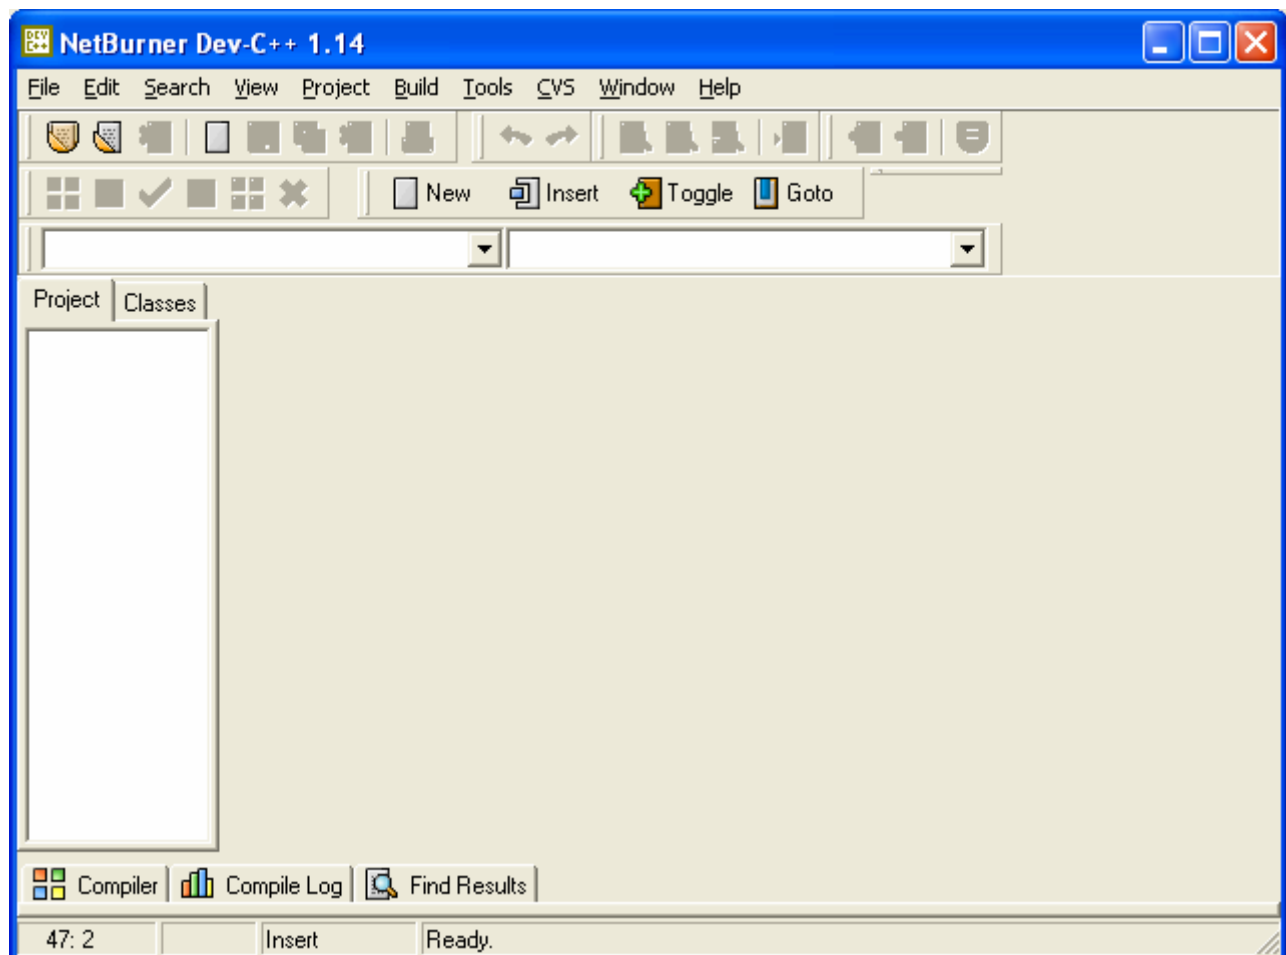 NetBurner Dev-C++ 1.14
File Edit Search View Project Build Tools CVS Window Help
New Insert Toggle Goto
Project Classes
Compiler Compile Log Find Results
47: 2 Insert Ready.